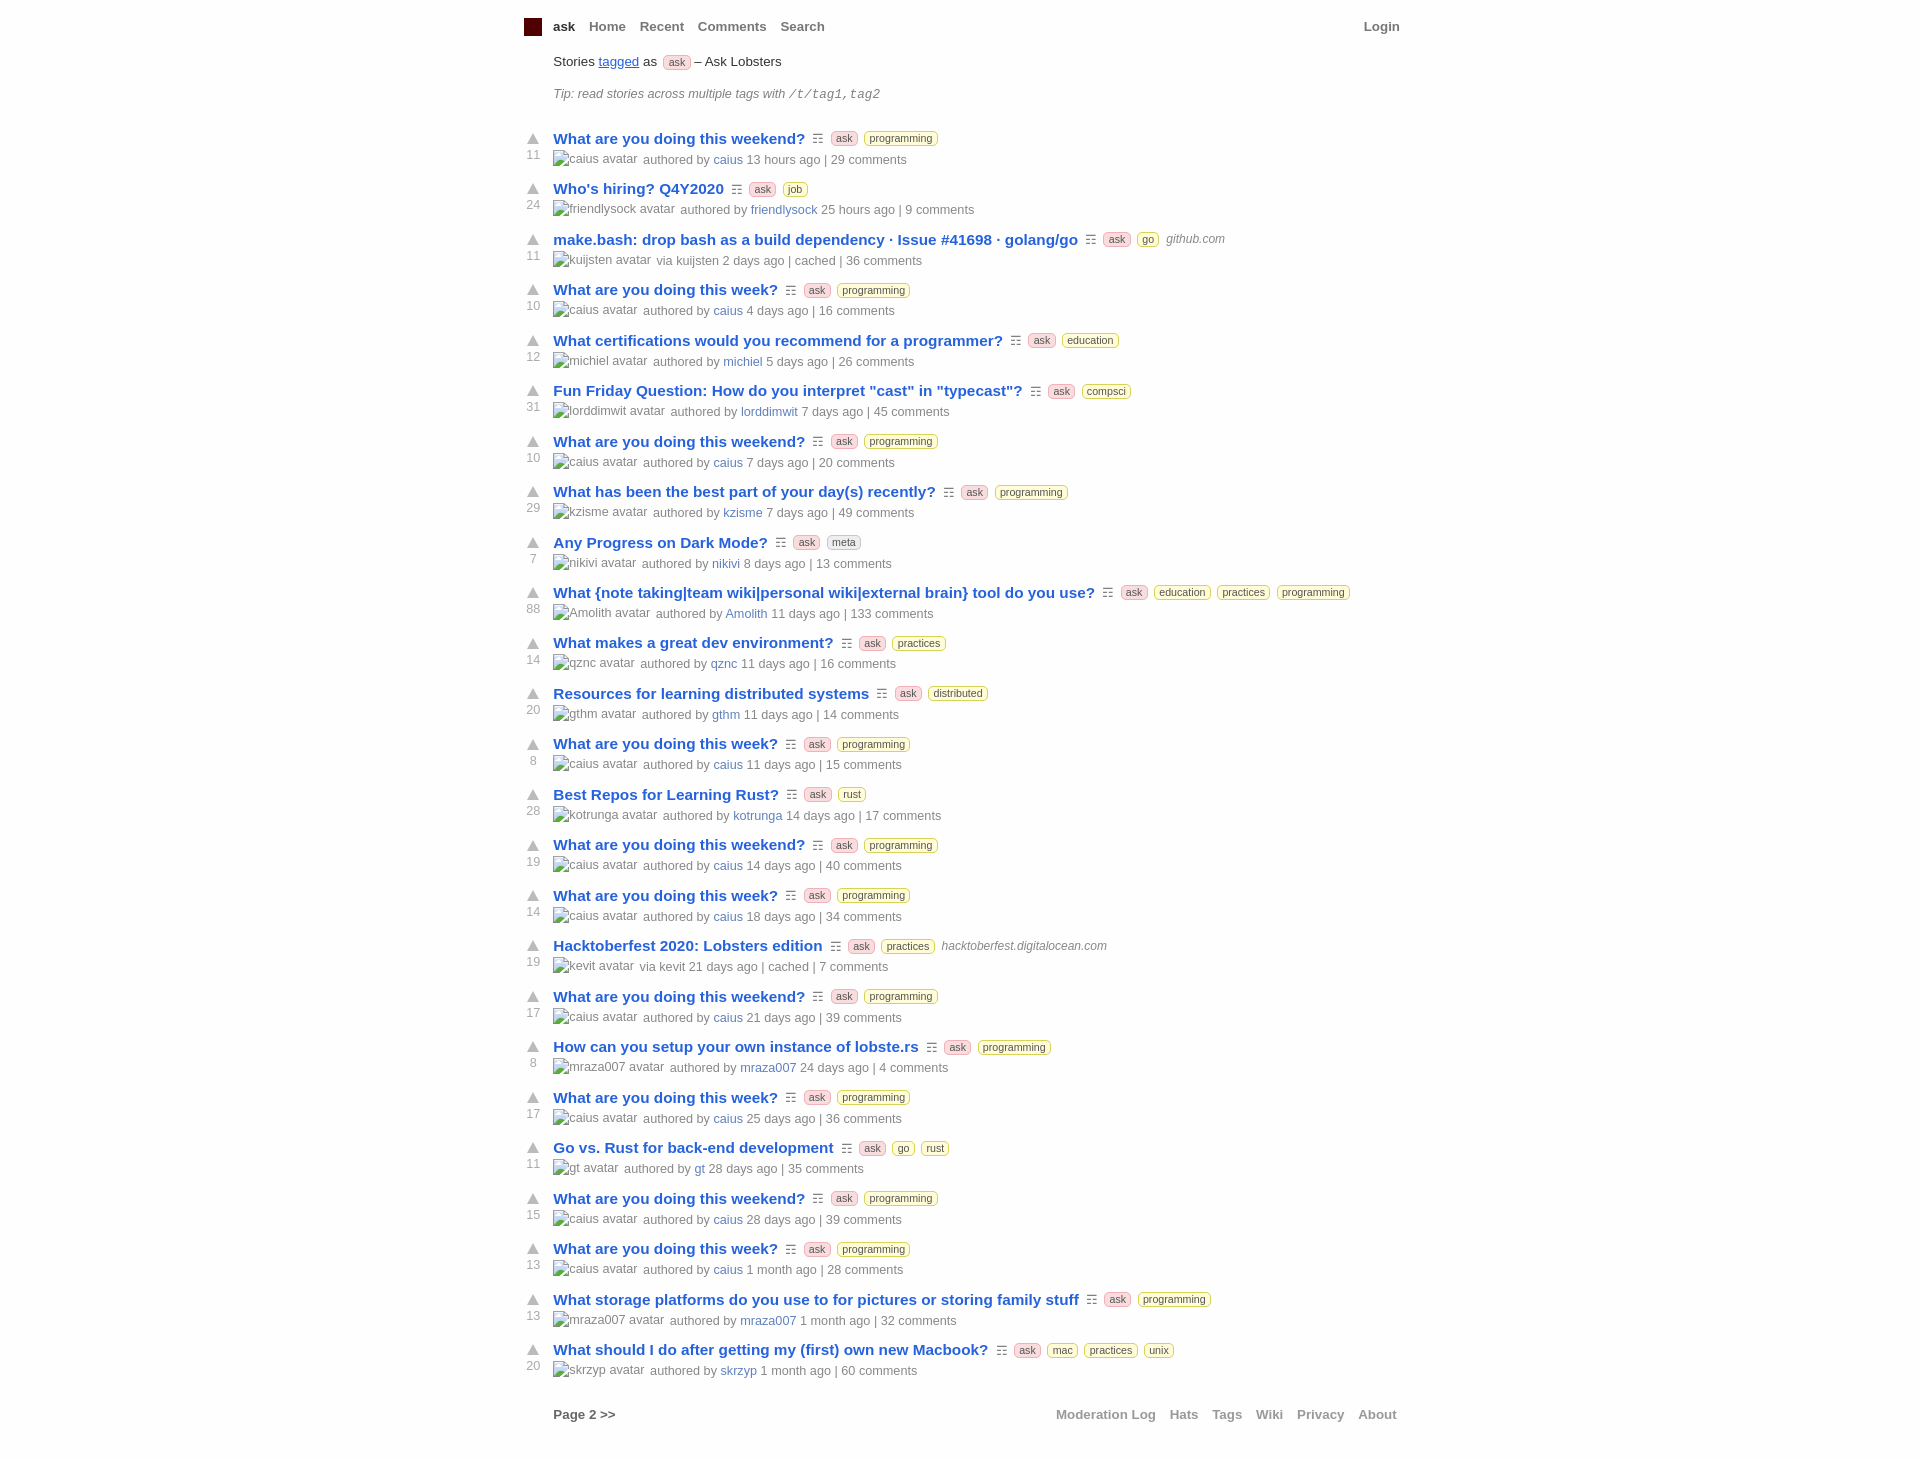 ask Home Recent Comments Search Login
Stories tagged as ask – Ask Lobsters
Tip: read stories across multiple tags with /t/tag1,tag2
What are you doing this weekend? ☶ ask programming
11 caius avatar authored by caius 13 hours ago | 29 comments
Who's hiring? Q4Y2020 ☶ ask job
24 friendlysock avatar authored by friendlysock 25 hours ago | 9 comments
make.bash: drop bash as a build dependency · Issue #41698 · golang/go ☶ ask go github.com
11 kuijsten avatar via kuijsten 2 days ago | cached | 36 comments
What are you doing this week? ☶ ask programming
10 caius avatar authored by caius 4 days ago | 16 comments
What certifications would you recommend for a programmer? ☶ ask education
12 michiel avatar authored by michiel 5 days ago | 26 comments
Fun Friday Question: How do you interpret "cast" in "typecast"? ☶ ask compsci
31 lorddimwit avatar authored by lorddimwit 7 days ago | 45 comments
What are you doing this weekend? ☶ ask programming
10 caius avatar authored by caius 7 days ago | 20 comments
What has been the best part of your day(s) recently? ☶ ask programming
29 kzisme avatar authored by kzisme 7 days ago | 49 comments
Any Progress on Dark Mode? ☶ ask meta
7 nikivi avatar authored by nikivi 8 days ago | 13 comments
What {note taking|team wiki|personal wiki|external brain} tool do you use? ☶ ask education practices programming
88 Amolith avatar authored by Amolith 11 days ago | 133 comments
What makes a great dev environment? ☶ ask practices
14 qznc avatar authored by qznc 11 days ago | 16 comments
Resources for learning distributed systems ☶ ask distributed
20 gthm avatar authored by gthm 11 days ago | 14 comments
What are you doing this week? ☶ ask programming
8 caius avatar authored by caius 11 days ago | 15 comments
Best Repos for Learning Rust? ☶ ask rust
28 kotrunga avatar authored by kotrunga 14 days ago | 17 comments
What are you doing this weekend? ☶ ask programming
19 caius avatar authored by caius 14 days ago | 40 comments
What are you doing this week? ☶ ask programming
14 caius avatar authored by caius 18 days ago | 34 comments
Hacktoberfest 2020: Lobsters edition ☶ ask practices hacktoberfest.digitalocean.com
19 kevit avatar via kevit 21 days ago | cached | 7 comments
What are you doing this weekend? ☶ ask programming
17 caius avatar authored by caius 21 days ago | 39 comments
How can you setup your own instance of lobste.rs ☶ ask programming
8 mraza007 avatar authored by mraza007 24 days ago | 4 comments
What are you doing this week? ☶ ask programming
17 caius avatar authored by caius 25 days ago | 36 comments
Go vs. Rust for back-end development ☶ ask go rust
11 gt avatar authored by gt 28 days ago | 35 comments
What are you doing this weekend? ☶ ask programming
15 caius avatar authored by caius 28 days ago | 39 comments
What are you doing this week? ☶ ask programming
13 caius avatar authored by caius 1 month ago | 28 comments
What storage platforms do you use to for pictures or storing family stuff ☶ ask programming
13 mraza007 avatar authored by mraza007 1 month ago | 32 comments
What should I do after getting my (first) own new Macbook? ☶ ask mac practices unix
20 skrzyp avatar authored by skrzyp 1 month ago | 60 comments
Page 2 >> Moderation Log Hats Tags Wiki Privacy About